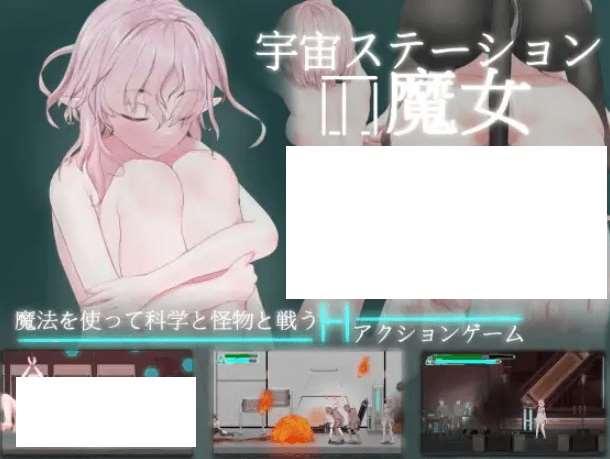 宇宙ステーション
魔女
魔法を使って科学と怪物と戦う
H
アクションゲーム